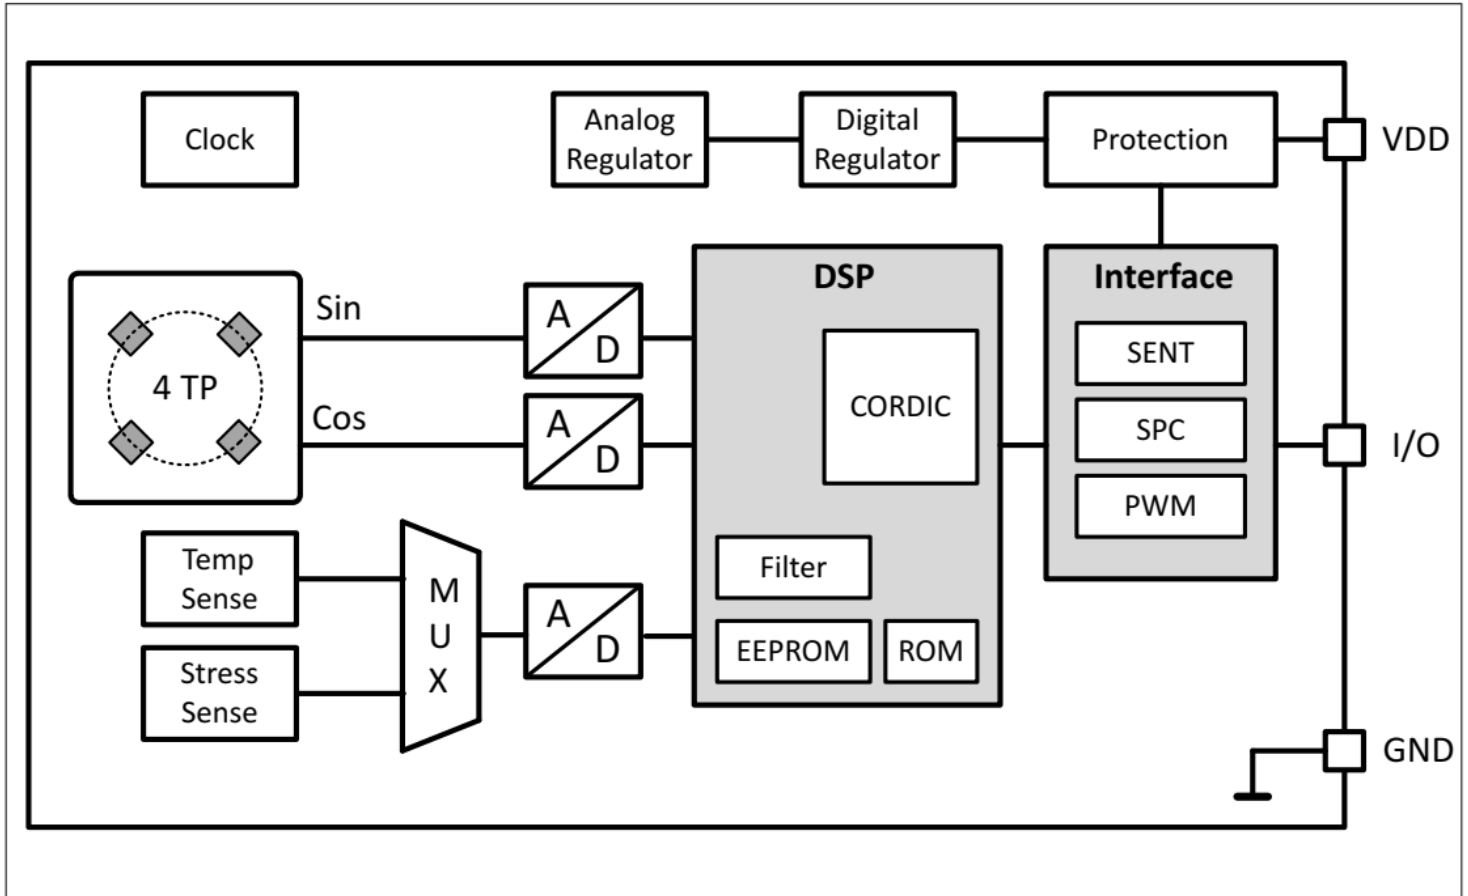 Clock
Analog
Regulator
Digital
Regulator
Protection
VDD
Sin
Cos
4 TP
A
D
A
D
DSP
CORDIC
Filter
EEPROM
ROM
Interface
SENT
SPC
PWM
I/O
Temp
Sense
Stress
Sense
M
U
X
A
D
GND